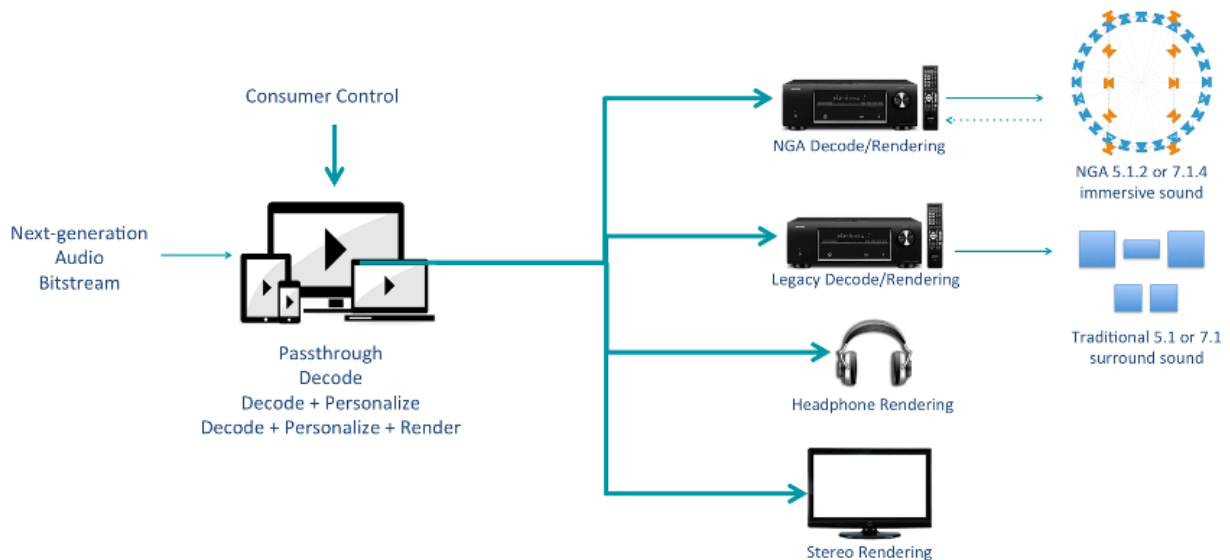 Consumer Control
Next-generation
Audio
Bitstream
Passthrough
Decode
Decode + Personalize
Decode + Personalize + Render
NGA Decode/Rendering
NGA 5.1.2 or 7.1.4
immersive sound
Legacy Decode/Rendering
Traditional 5.1 or 7.1
surround sound
Headphone Rendering
Stereo Rendering